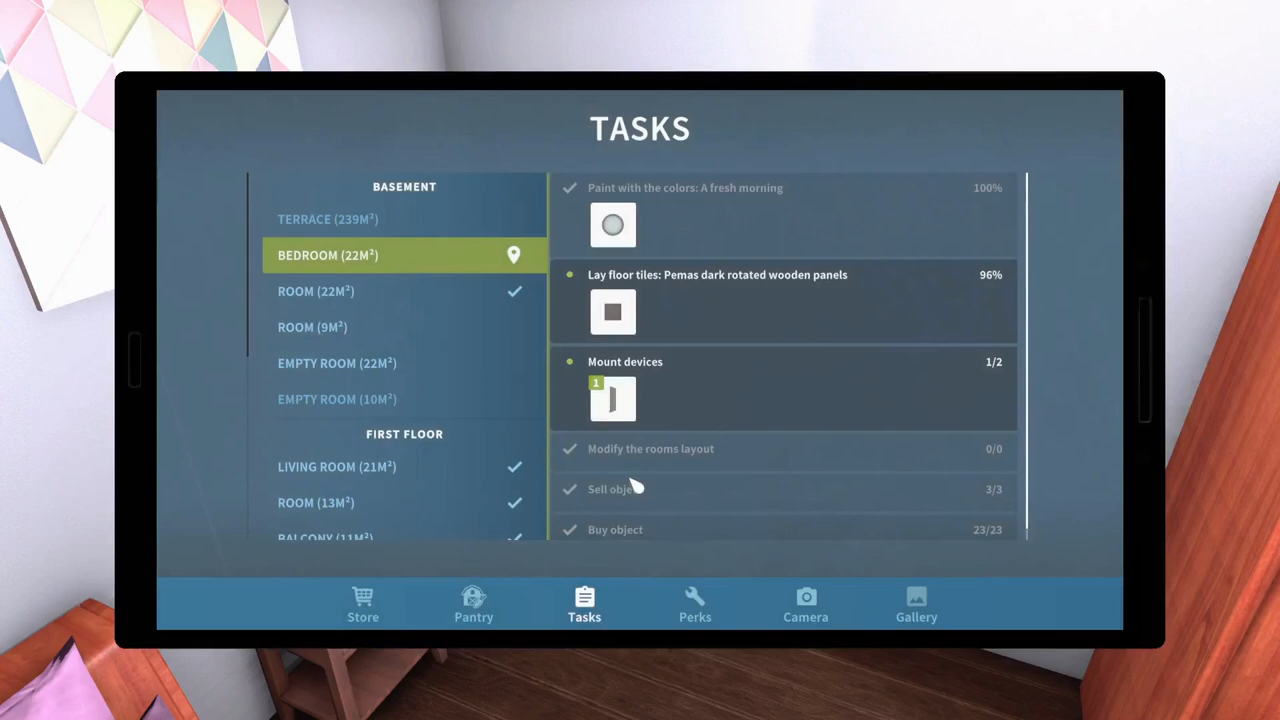 TASKS
BASEMENT
TERRACE (239M²)
BEDROOM (22M²)
ROOM (22M²)
ROOM (9M²)
EMPTY ROOM (22M²)
EMPTY ROOM (10M²)
FIRST FLOOR
LIVING ROOM (21M²)
ROOM (13M²)
BALCONY (11M²)
Paint with the colors: A fresh morning 100%
Lay floor tiles: Pemas dark rotated wooden panels 96%
Mount devices 1/2
1
Modify the rooms layout 0/0
Sell 3/3
Buy object 23/23
Store
Pantry
Tasks
Perks
Camera
Gallery